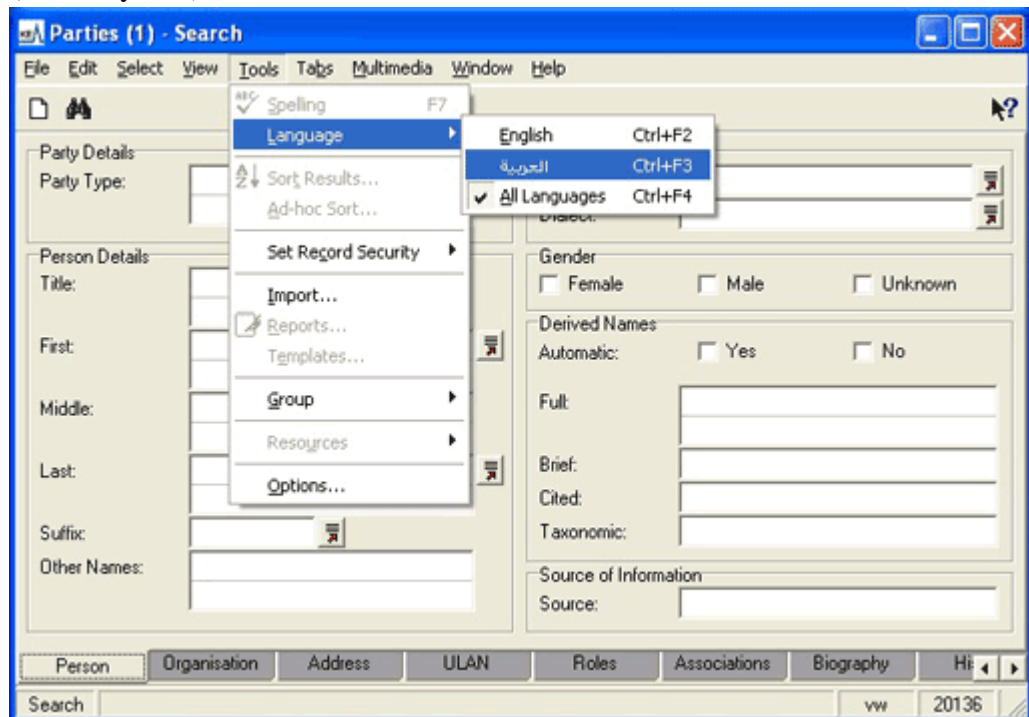 Parties (1) - Search
File Edit Select View Tools Tabs Multimedia Window Help
Spelling F7
Language
English Ctrl+F2
العربية Ctrl+F3
All Languages Ctrl+F4
Sort Results...
Ad-hoc Sort...
Set Record Security
Import...
Reports...
Templates...
Group
Resources
Options...
Party Details
Party Type:
Dialect:
Person Details
Title:
First:
Middle:
Last:
Suffix:
Other Names:
Gender
Female Male Unknown
Derived Names
Automatic: Yes No
Full:
Brief:
Cited:
Taxonomic:
Source of Information
Source:
Person Organisation Address ULAN Roles Associations Biography
Search vw 20136